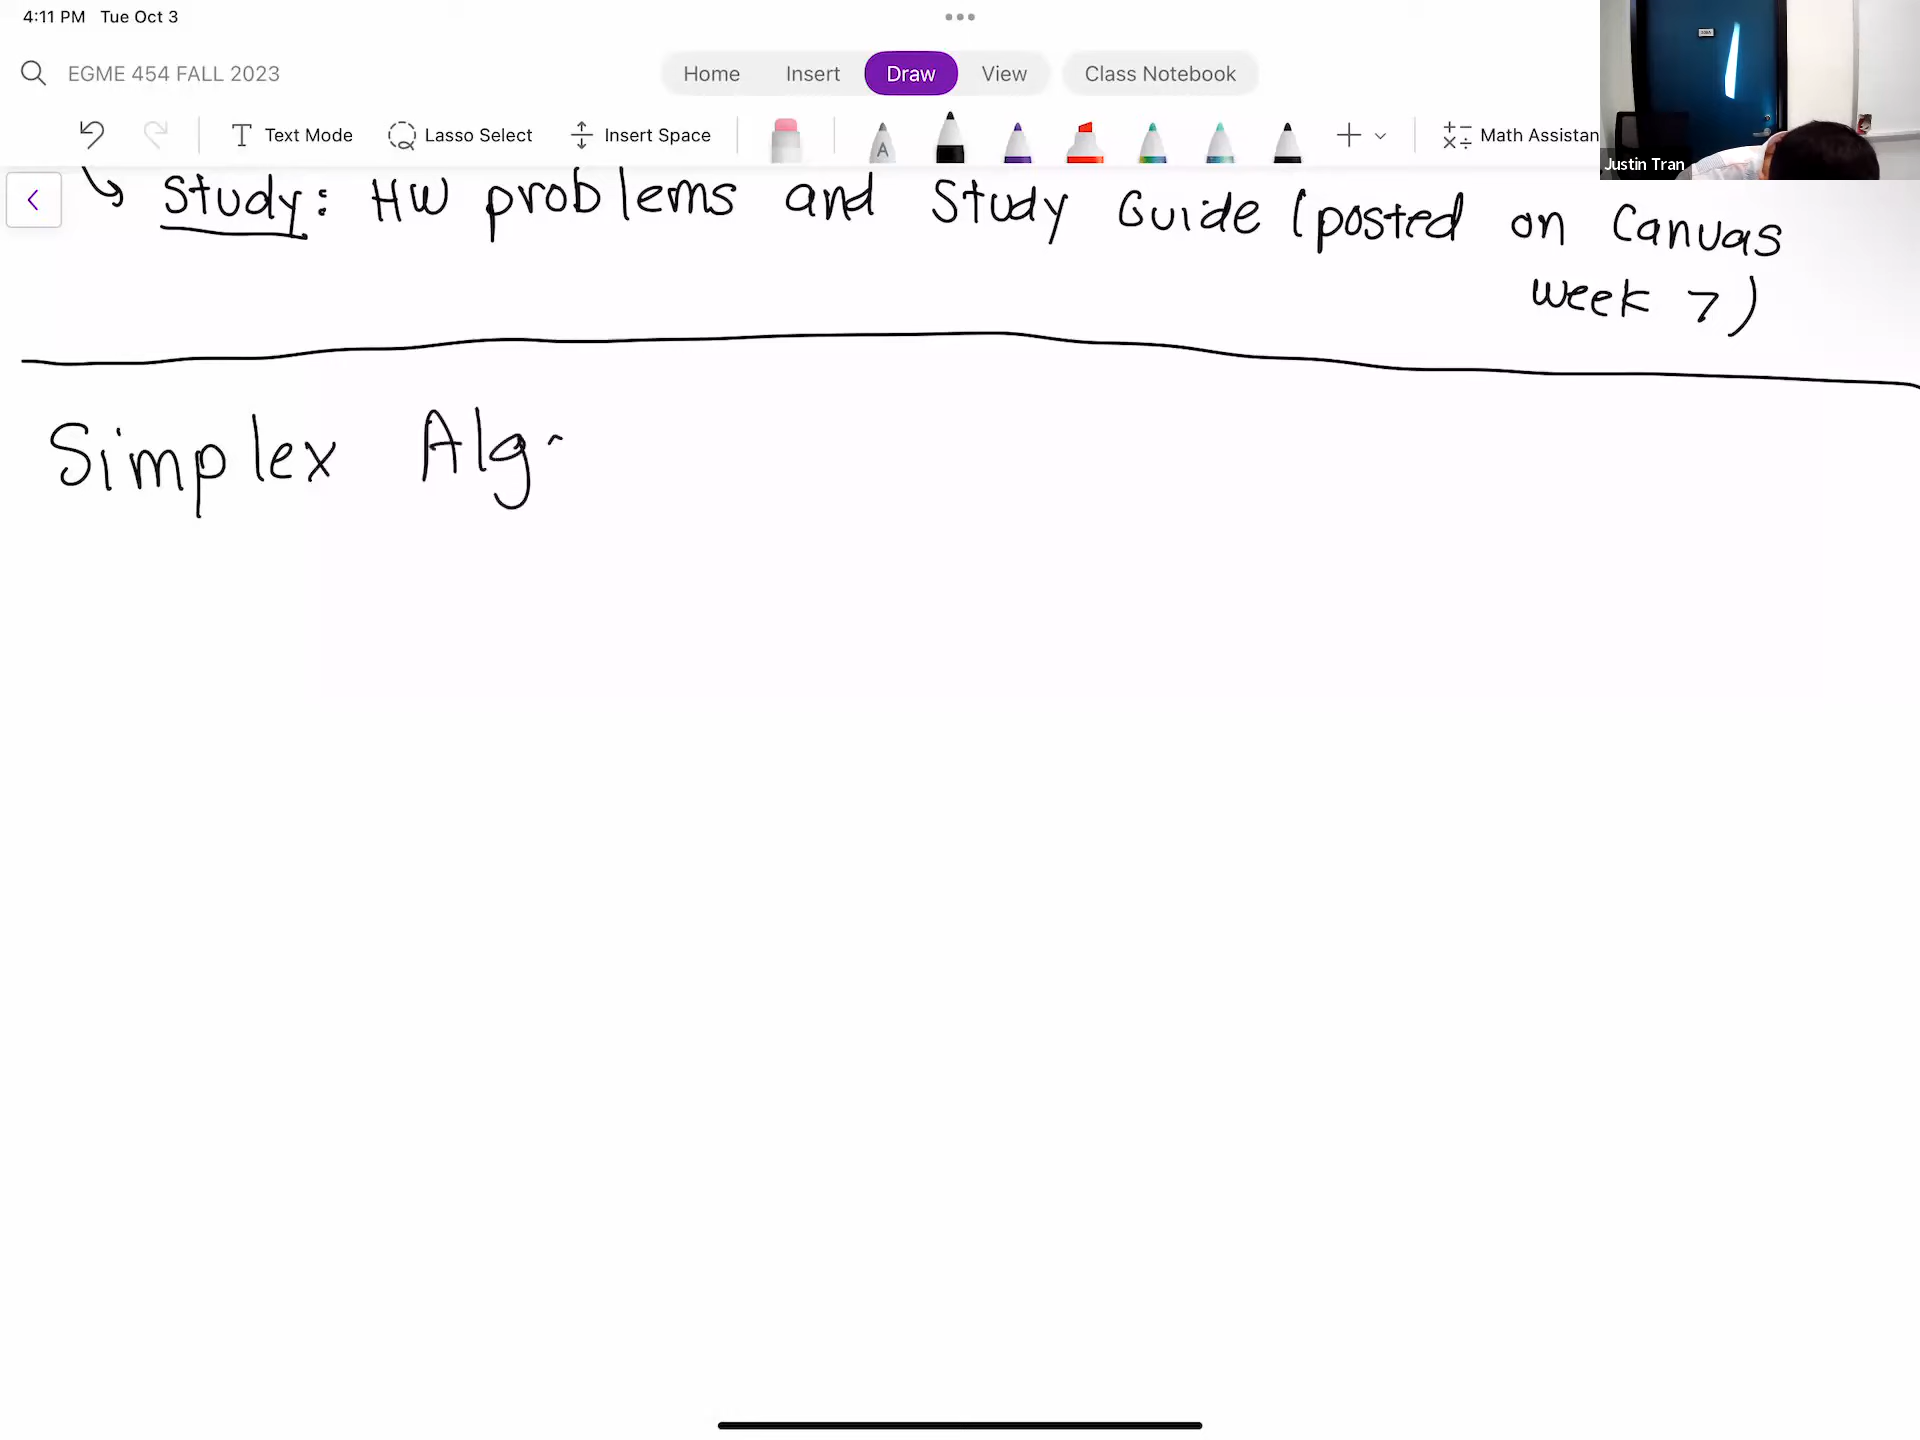 4:11 PM Tue Oct 3
EGME 454 FALL 2023
Home Insert Draw View Class Notebook
Text Mode Lasso Select Insert Space A Math Assistan
Justin Tran
Study: HW problems and Study Guide (posted on Canvas
week 7)
Simplex Alg